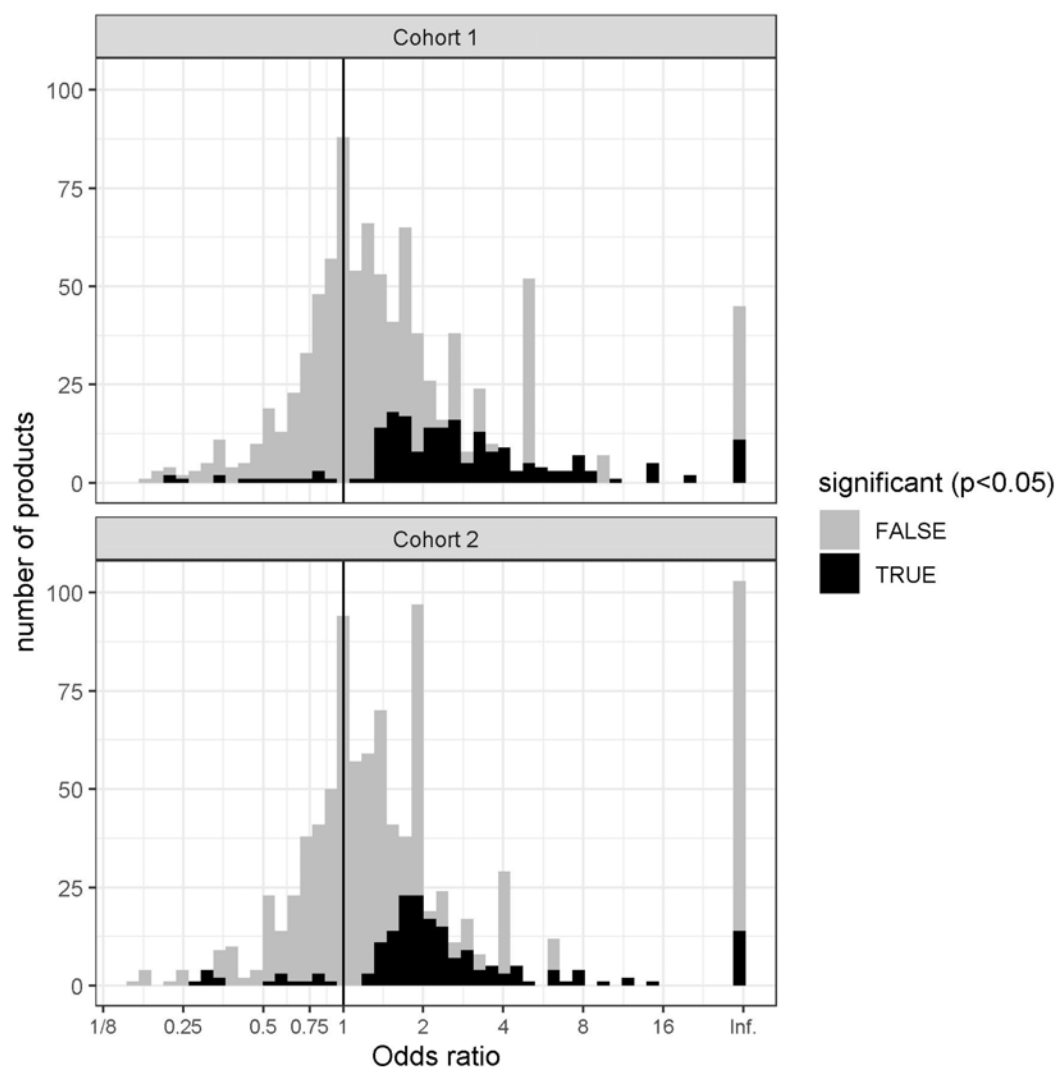 Cohort 1
100
75
50
25
0
Cohort 2
100
75
50
25
0
number of products
1/8 0.25 0.5 0.75 1 2 4 8 16 Inf.
Odds ratio
significant (p<0.05)
FALSE
TRUE